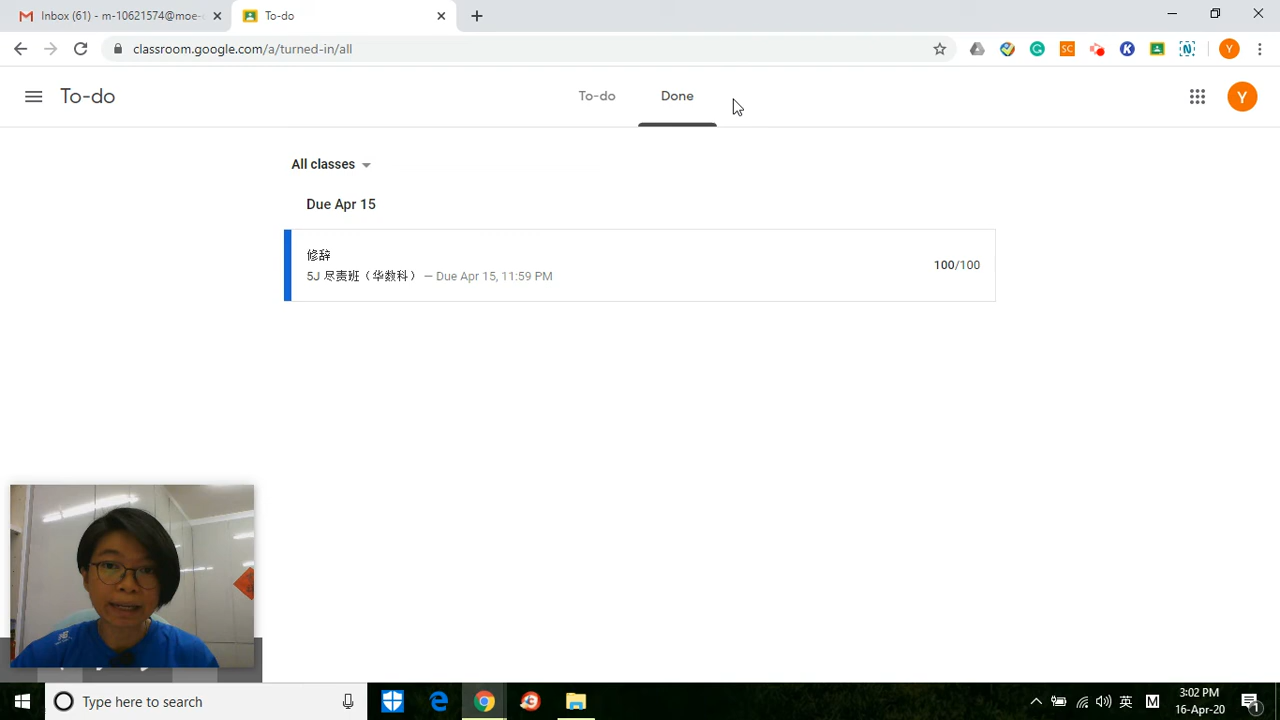 Inbox (61) - m-10621574@moe-
To-do
classroom.google.com/a/turned-in/all
SC
K
N
Y
To-do
To-do
Done
Y
All classes
Due Apr 15
修辞
5J 尽责班（华数科） — Due Apr 15, 11:59 PM
100/100
Type here to search
英
M
3:02 PM
16-Apr-20
1